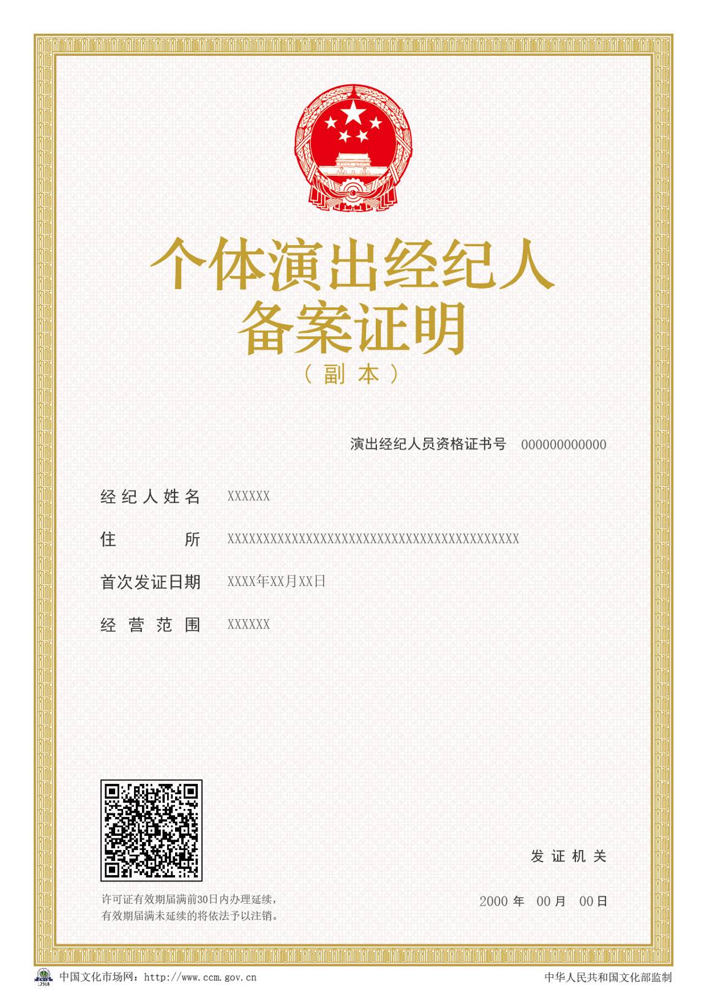 个体演出经纪人
备案证明
（副本）
演出经纪人员资格证书号 000000000000
经纪人姓名 XXXXXX
住所 XXXXXXXXXXXXXXXXXXXXXXXXXXXXXXXXXXXXXXXXX
首次发证日期 XXXX年XX月XX日
经营范围 XXXXXX
发证机关
2000 年 00 月 00 日
许可证有效期届满前30日内办理延续，
有效期届满未延续的将依法予以注销。
L2318
中国文化市场网：http://www.ccm.gov.cn
中华人民共和国文化部监制